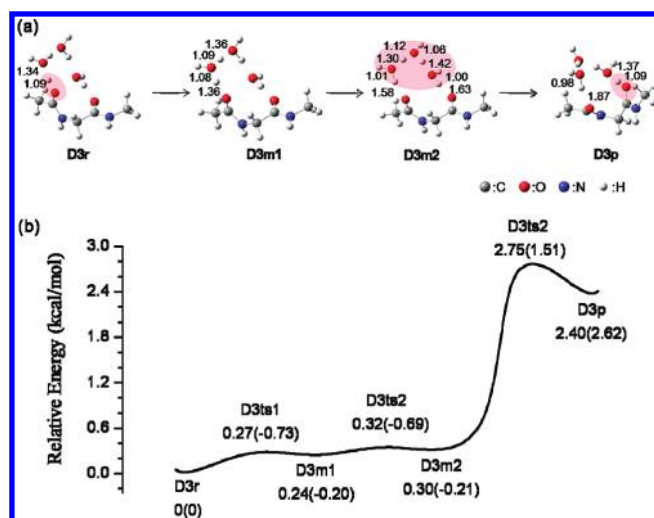 (a)
1.34
1.09
D3r
1.36
1.09
1.08
1.36
D3m1
1.12 1.06
1.30 1.42
1.01 1.00
1.58 1.63
D3m2
1.37
0.98 1.09
1.87
D3p
:C :O :N :H
(b)
Relative Energy (kcal/mol)
3.0
2.4
1.8
1.2
0.6
0.0
D3r
0(0)
D3ts1
0.27(-0.73)
D3m1
0.24(-0.20)
D3ts2
0.32(-0.69)
D3m2
0.30(-0.21)
D3ts2
2.75(1.51)
D3p
2.40(2.62)